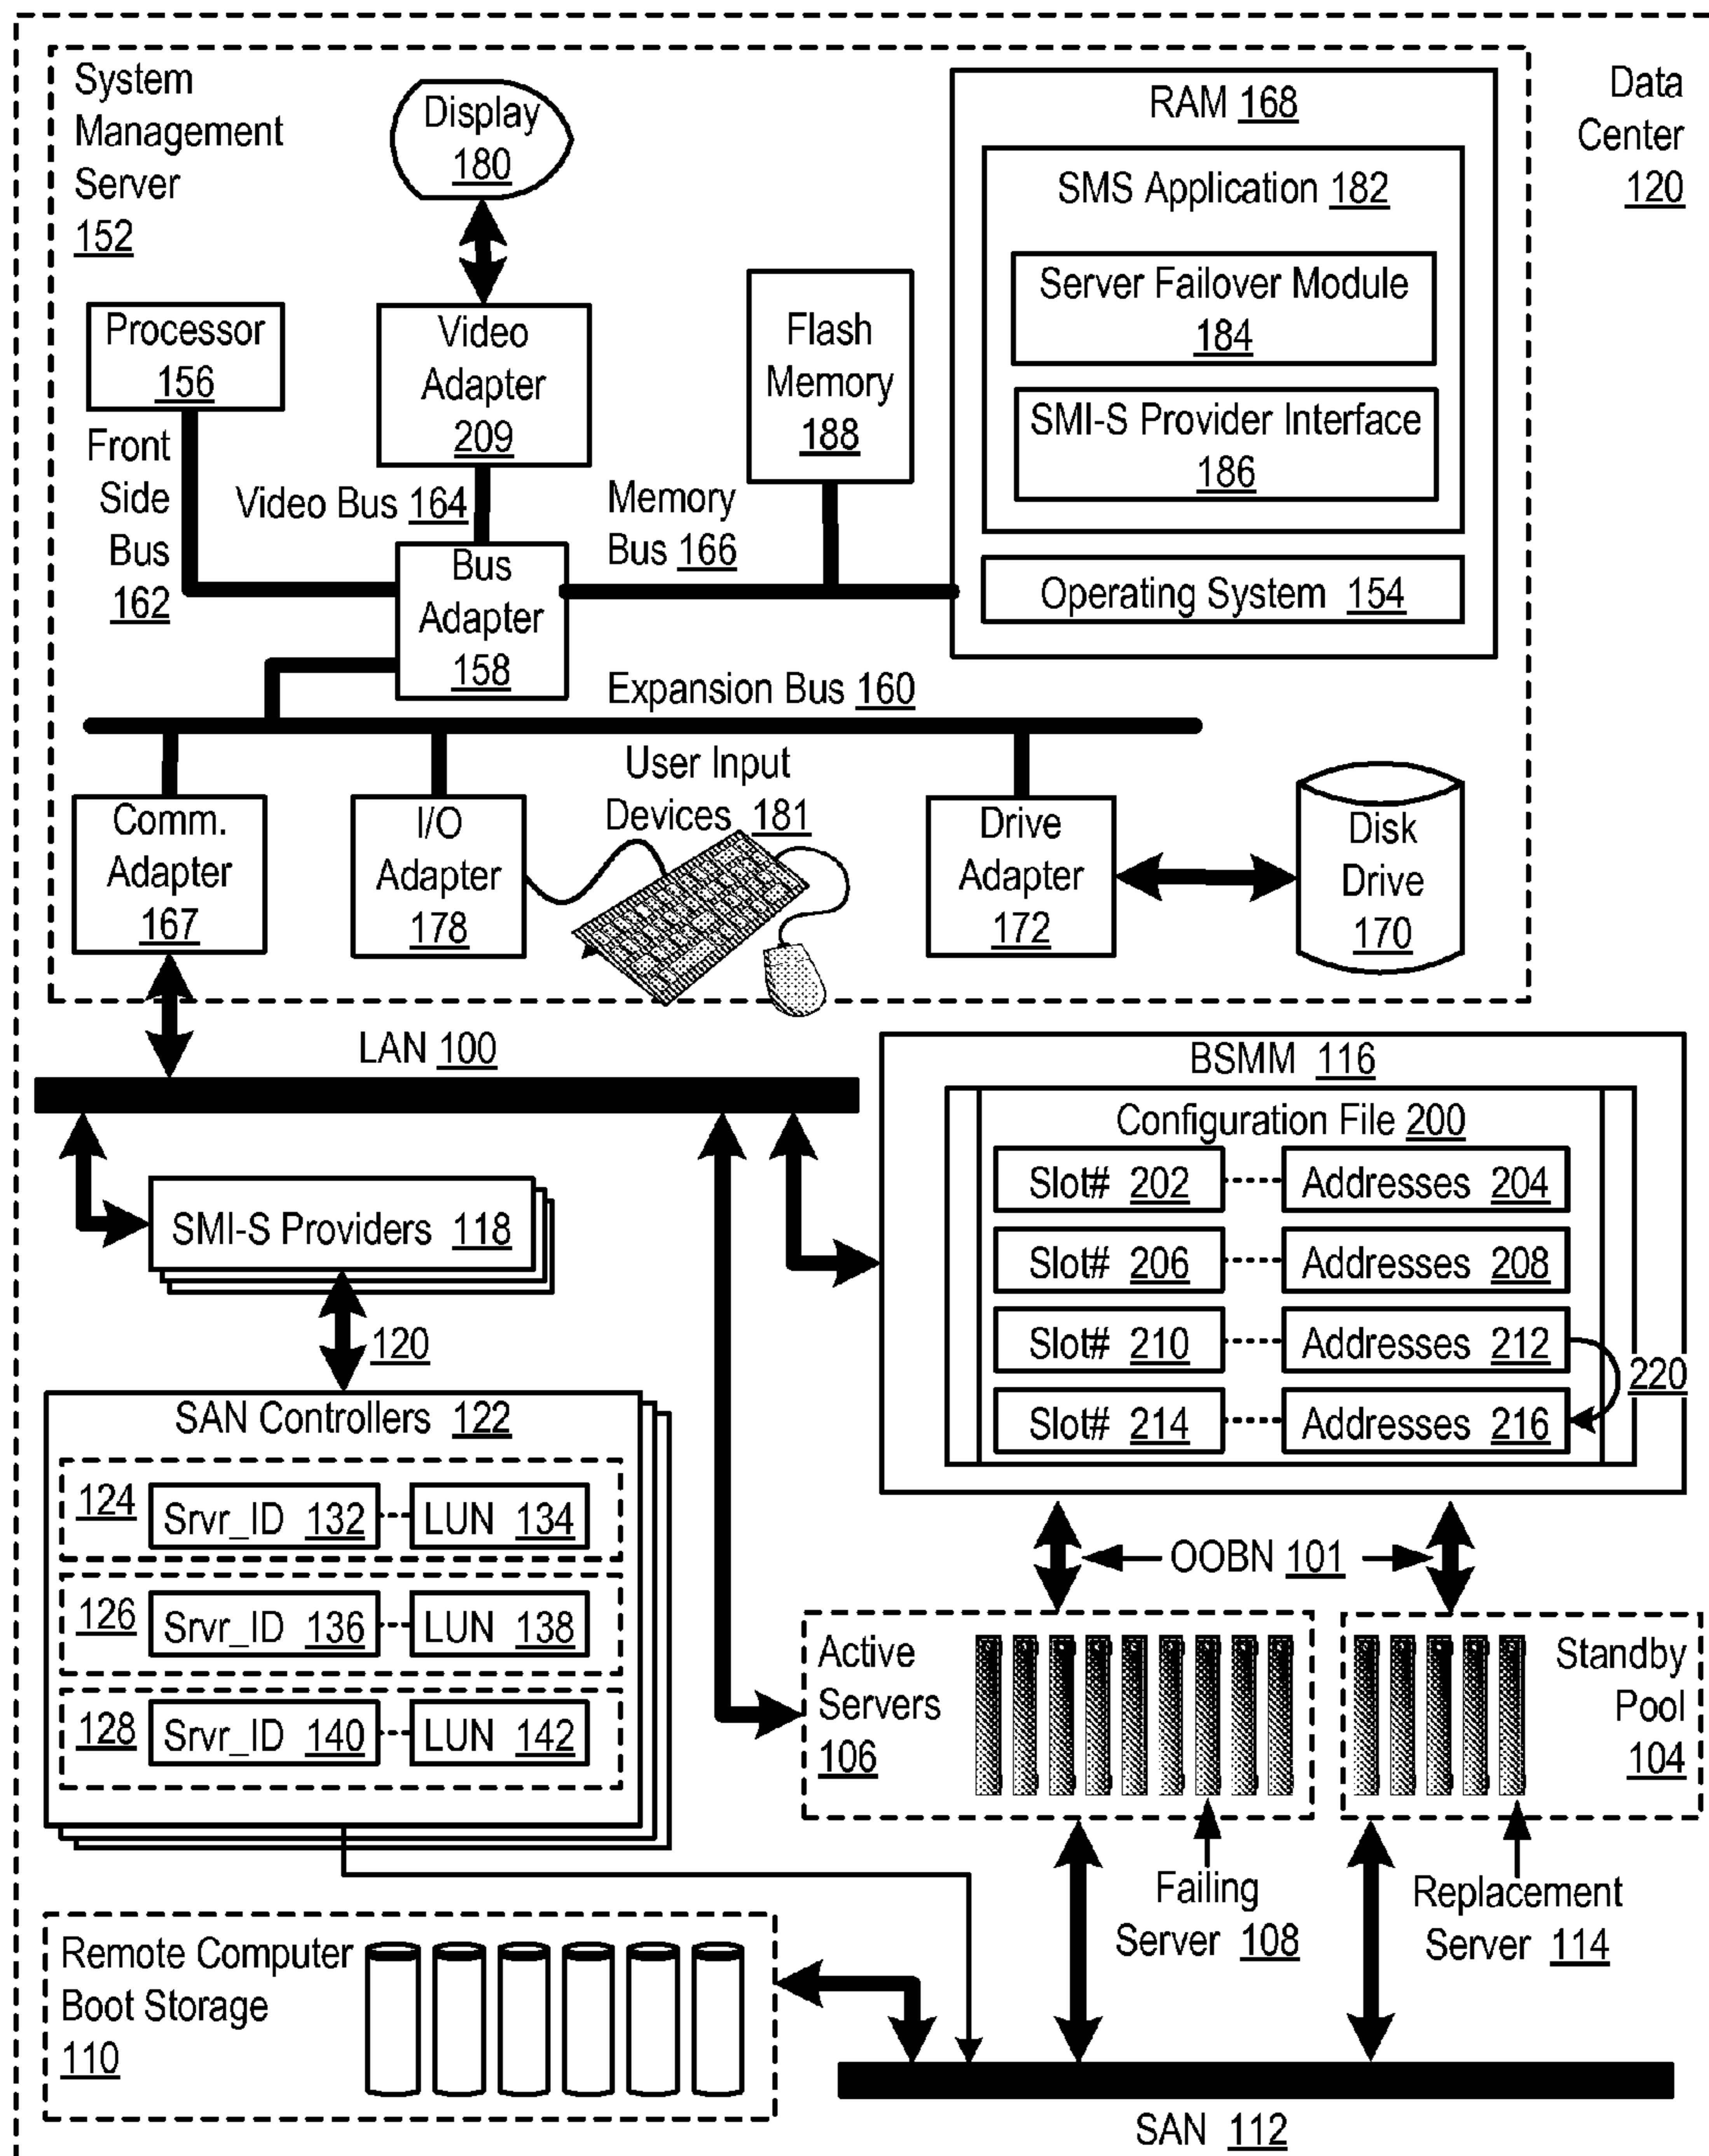 System
Management
Server
152
Display
180
RAM 168
Data
Center
120
SMS Application 182
Server Failover Module
184
SMI-S Provider Interface
186
Operating System 154
Processor
156
Video
Adapter
209
Flash
Memory
188
Front
Side
Bus
162
Video Bus 164
Memory
Bus 166
Bus
Adapter
158
Expansion Bus 160
Comm.
Adapter
167
I/O
Adapter
178
User Input
Devices 181
Drive
Adapter
172
Disk
Drive
170
LAN 100
BSMM 116
Configuration File 200
Slot# 202
Addresses 204
Slot# 206
Addresses 208
Slot# 210
Addresses 212
Slot# 214
Addresses 216
220
SMI-S Providers 118
120
SAN Controllers 122
124
Srvr_ID 132
LUN 134
126
Srvr_ID 136
LUN 138
128
Srvr_ID 140
LUN 142
OOBN 101
Active
Servers
106
Standby
Pool
104
Failing
Server 108
Replacement
Server 114
Remote Computer
Boot Storage
110
SAN 112